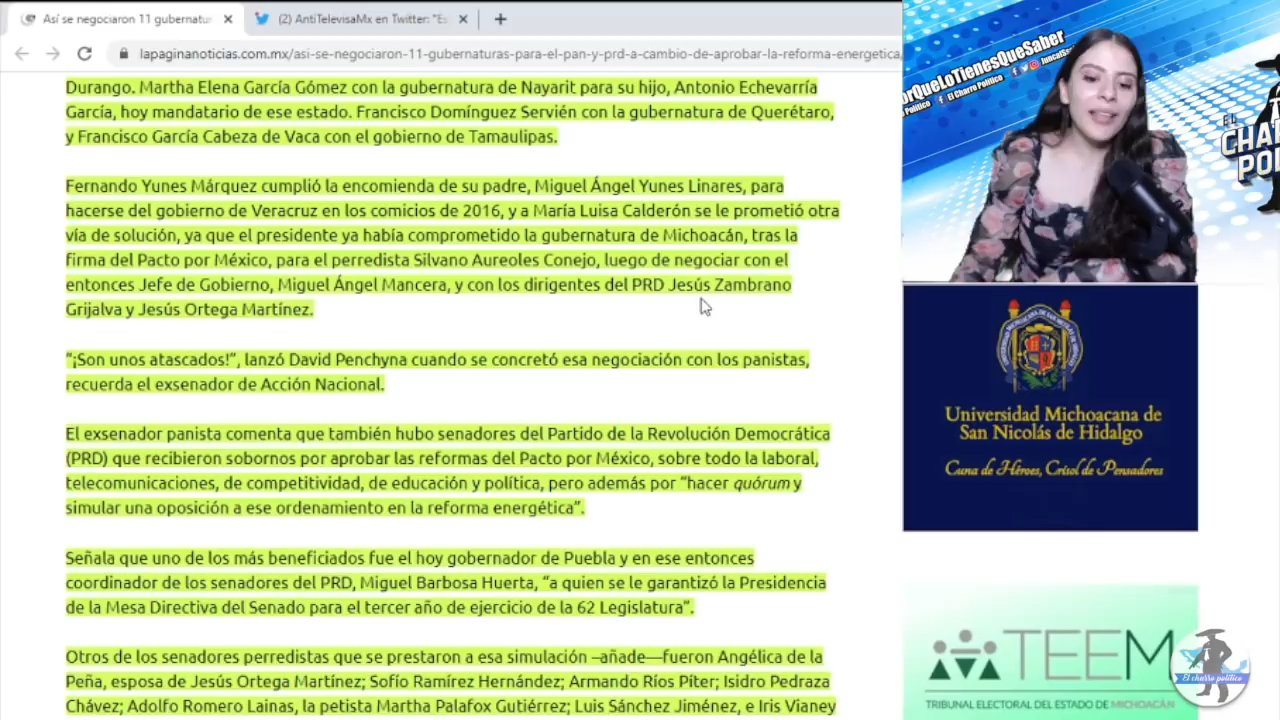 Así se negociaron 11 gubernatur
(2) AntiTelevisaMx en Twitter: "Es
lapaginanoticias.com.mx/asi-se-negociaron-11-gubernaturas-para-el-pan-y-prd-a-cambio-de-aprobar-la-reforma-energetica,
Durango. Martha Elena García Gómez con la gubernatura de Nayarit para su hijo, Antonio Echevarría
García, hoy mandatario de ese estado. Francisco Domínguez Servién con la gubernatura de Querétaro,
y Francisco García Cabeza de Vaca con el gobierno de Tamaulipas.
Fernando Yunes Márquez cumplió la encomienda de su padre, Miguel Ángel Yunes Linares, para
hacerse del gobierno de Veracruz en los comicios de 2016, y a María Luisa Calderón se le prometió otra
vía de solución, ya que el presidente ya había comprometido la gubernatura de Michoacán, tras la
firma del Pacto por México, para el perredista Silvano Aureoles Conejo, luego de negociar con el
entonces Jefe de Gobierno, Miguel Ángel Mancera, y con los dirigentes del PRD Jesús Zambrano
Grijalva y Jesús Ortega Martínez.
“¡Son unos atascados!”, lanzó David Penchyna cuando se concretó esa negociación con los panistas,
recuerda el exsenador de Acción Nacional.
El exsenador panista comenta que también hubo senadores del Partido de la Revolución Democrática
(PRD) que recibieron sobornos por aprobar las reformas del Pacto por México, sobre todo la laboral,
telecomunicaciones, de competitividad, de educación y política, pero además por “hacer quórum y
simular una oposición a ese ordenamiento en la reforma energética”.
Señala que uno de los más beneficiados fue el hoy gobernador de Puebla y en ese entonces
coordinador de los senadores del PRD, Miguel Barbosa Huerta, “a quien se le garantizó la Presidencia
de la Mesa Directiva del Senado para el tercer año de ejercicio de la 62 Legislatura”.
Otros de los senadores perredistas que se prestaron a esa simulación –añade—fueron Angélica de la
Peña, esposa de Jesús Ortega Martínez; Sofío Ramírez Hernández; Armando Ríos Píter; Isidro Pedraza
Chávez; Adolfo Romero Lainas, la petista Martha Palafox Gutiérrez; Luis Sánchez Jiménez, e Iris Vianey
orQueLoTienesQueSaber
El Charro Político
EL
CHA
POL
Universidad Michoacana de
San Nicolás de Hidalgo
Cuna de Héroes, Crisol de Pensadores
TEEM
TRIBUNAL ELECTORAL DEL ESTADO DE MICHOACÁN
El charro político